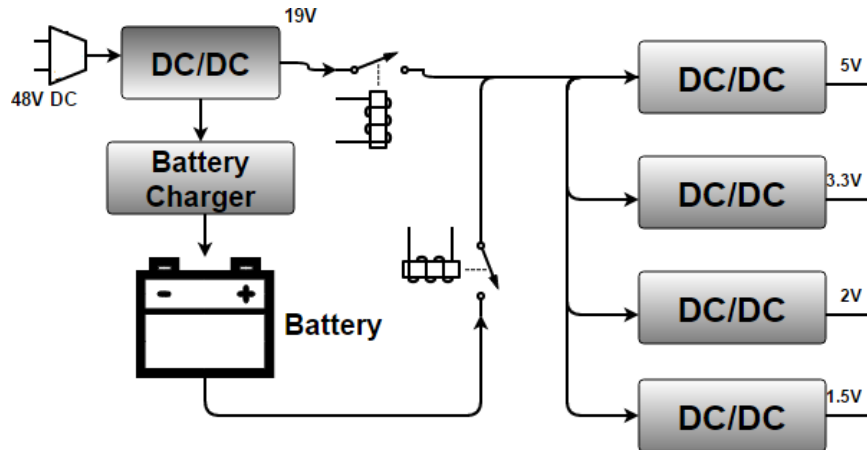 19V
48V DC
DC/DC
Battery
Charger
-
+
Battery
DC/DC
5V
DC/DC
3.3V
DC/DC
2V
DC/DC
1.5V